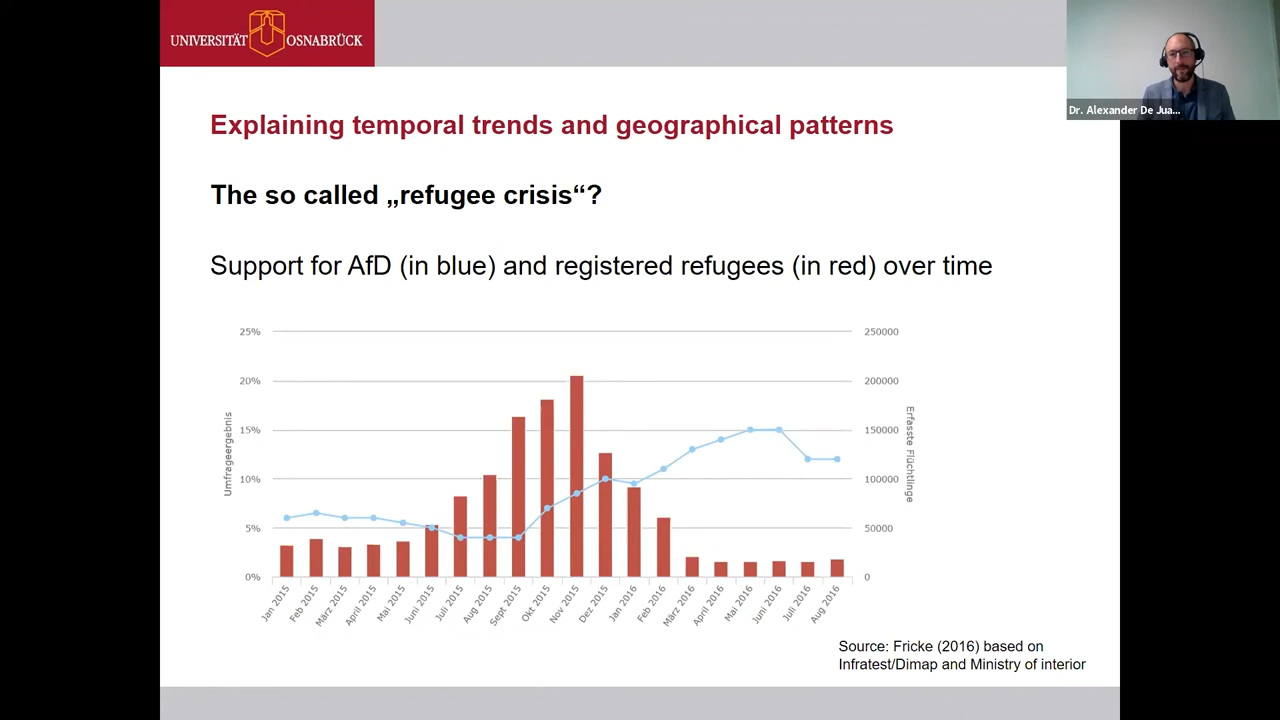 UNIVERSITÄT OSNABRÜCK
Dr. Alexander De Jua...
Explaining temporal trends and geographical patterns
The so called „refugee crisis“?
Support for AfD (in blue) and registered refugees (in red) over time
25%
20%
15%
10%
5%
0%
Umfrageergebnis
250000
200000
150000
100000
50000
0
Erfasste Flüchtlinge
Jan 2015
Feb 2015
März 2015
April 2015
Mai 2015
Juni 2015
Juli 2015
Aug 2015
Sept 2015
Okt 2015
Nov 2015
Dez 2015
Jan 2016
Feb 2016
März 2016
April 2016
Mai 2016
Juni 2016
Juli 2016
Aug 2016
Source: Fricke (2016) based on
Infratest/Dimap and Ministry of interior